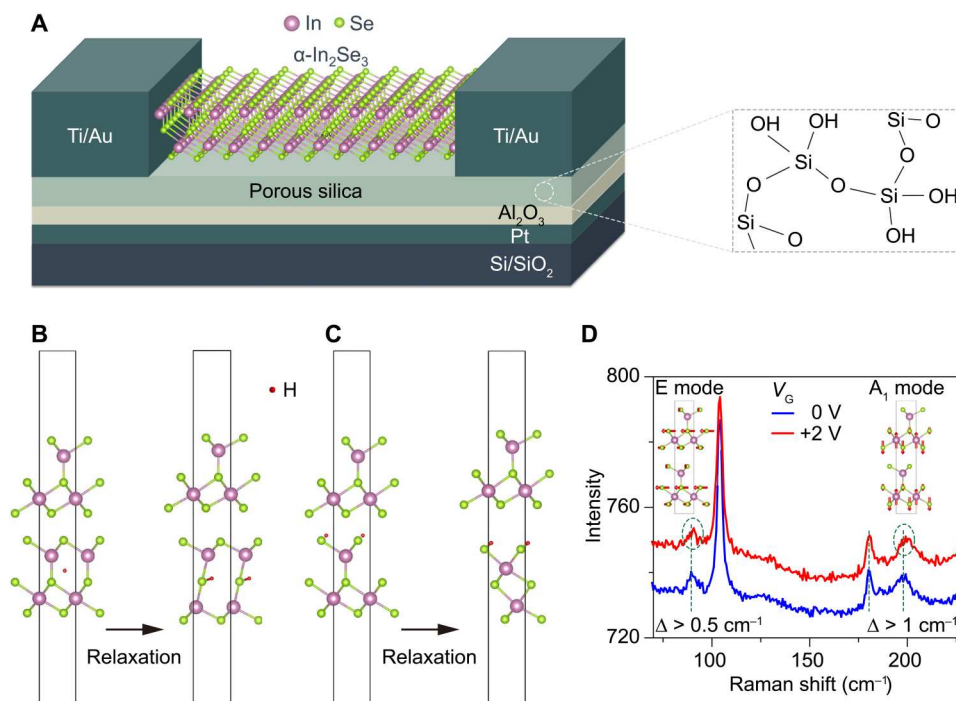 A
In Se
α-In₂Se₃
Ti/Au
Ti/Au
Porous silica
Al₂O₃
Pt
Si/SiO₂
OH
OH
Si
O
Si
O
O
Si
OH
O
Si
OH
O
B
C
H
Relaxation
Relaxation
D
800
760
720
Intensity
E mode
V_G
0 V
+2 V
A₁ mode
Δ > 0.5 cm⁻¹
Δ > 1 cm⁻¹
100
150
200
Raman shift (cm⁻¹)